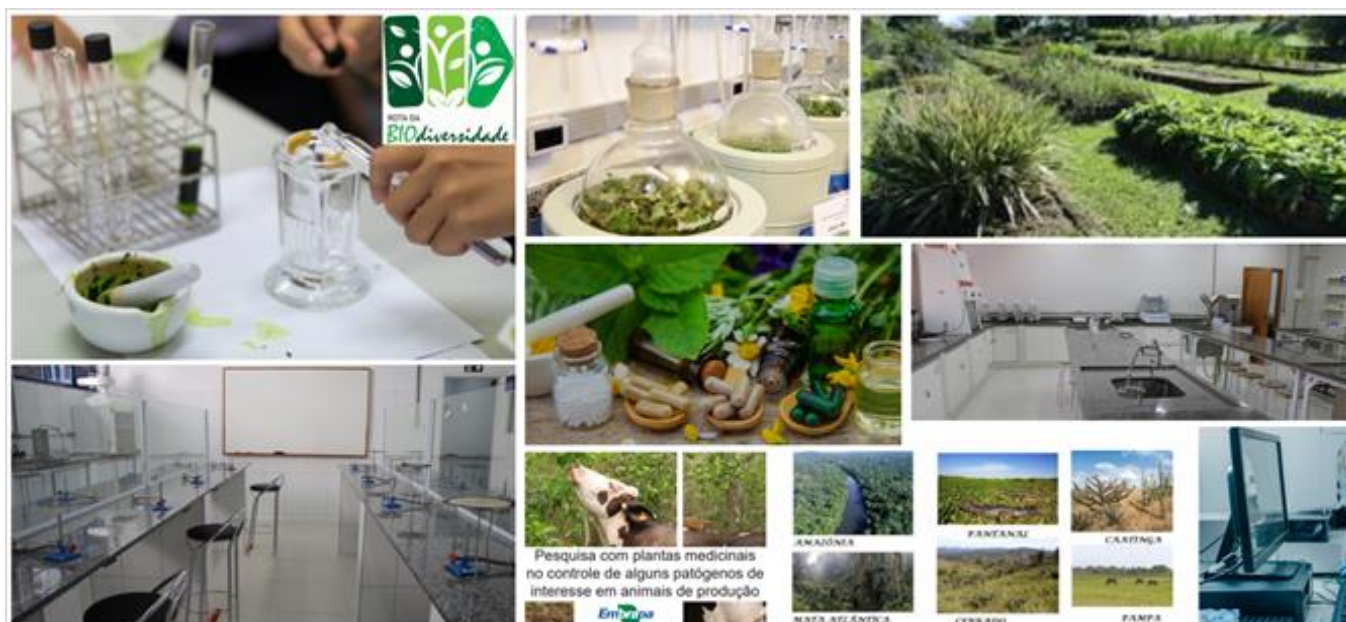 ROTA DA
BIOdiversidade
Pesquisa com plantas medicinais
no controle de alguns patógenos de
interesse em animais de produção
Embrapa
AMAZÔNIA
PANTANAL
CAATINGA
MATA ATLÂNTICA
CERRADO
PAMPA